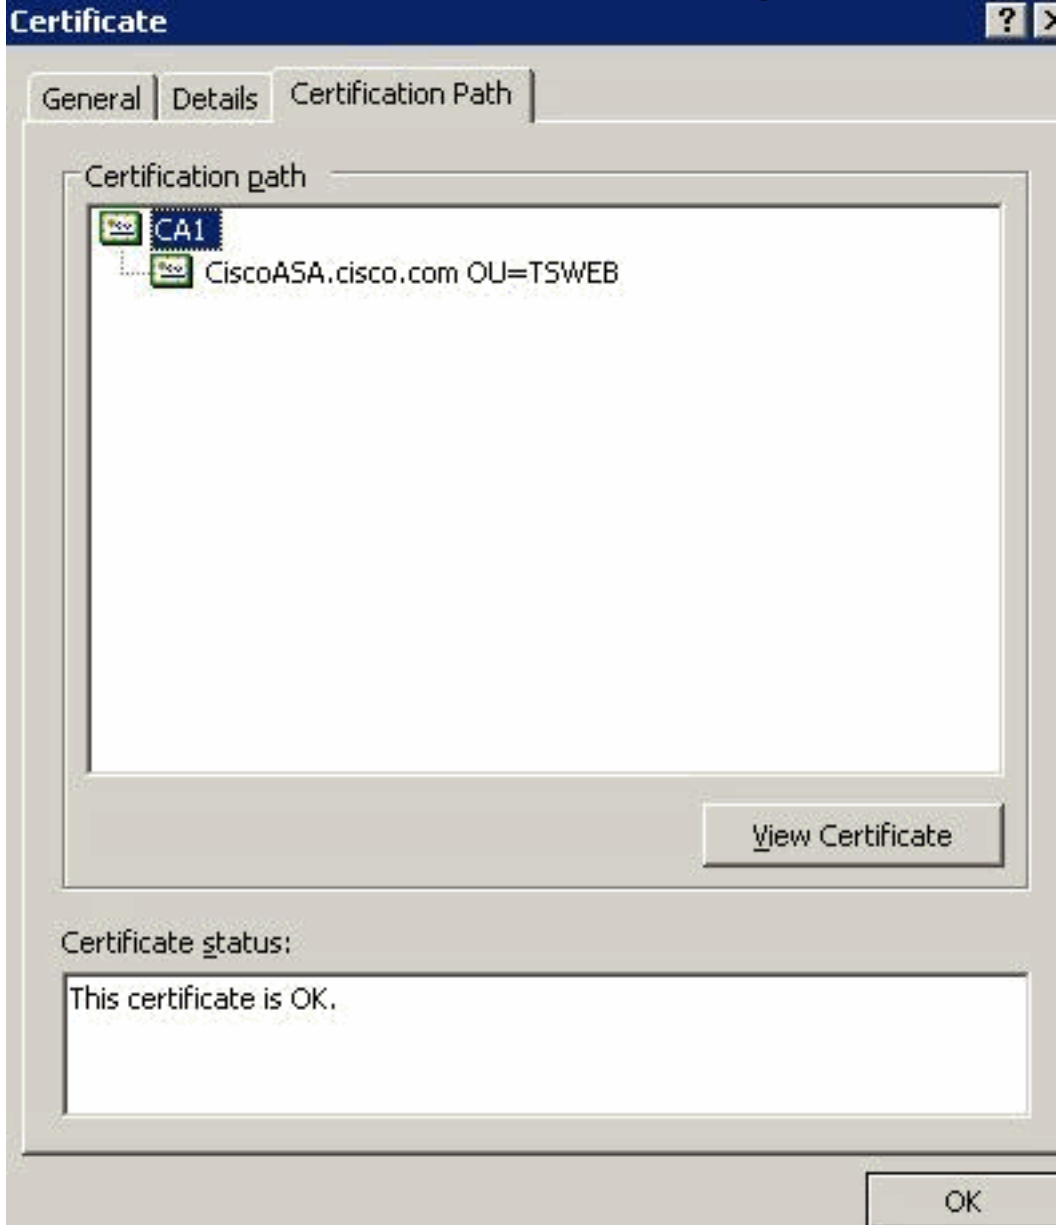 Certificate
General Details Certification Path
Certification path
CA1
CiscoASA.cisco.com OU=TSWEB
View Certificate
Certificate status:
This certificate is OK.
OK